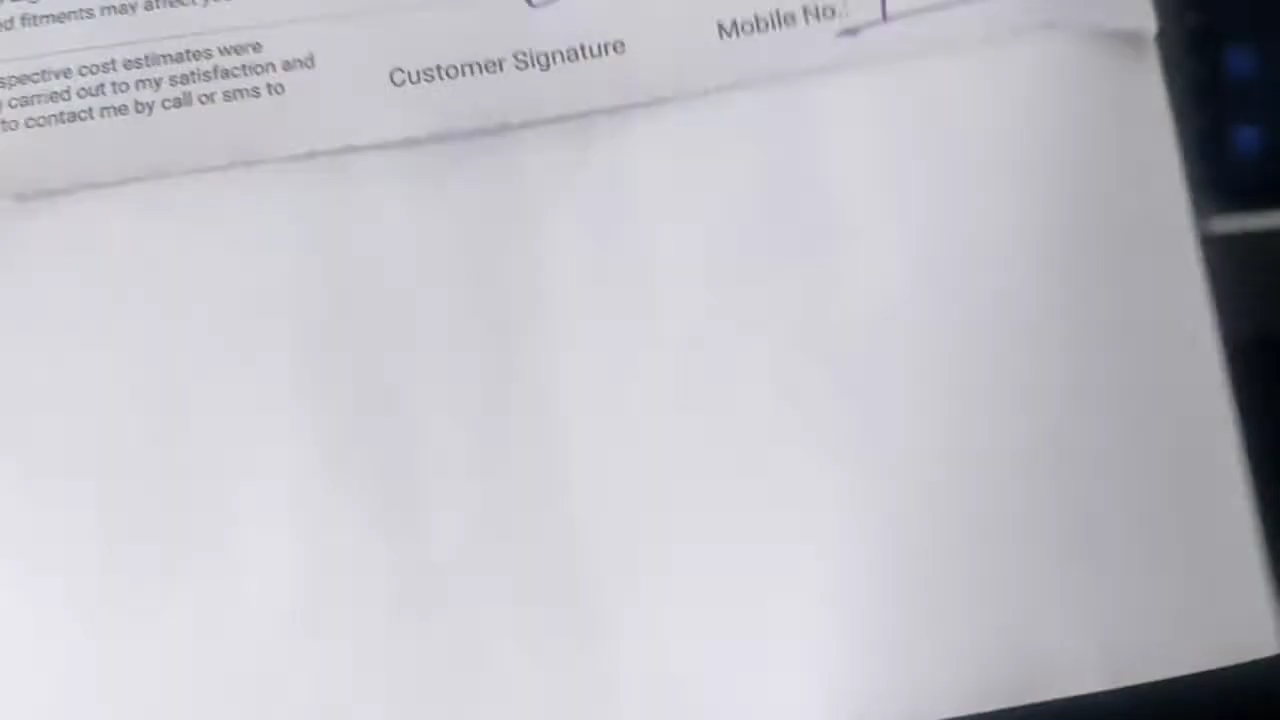 d fitments may affect
spective cost estimates were
carried out to my satisfaction and
to contact me by call or sms to
Customer Signature
Mobile No.: